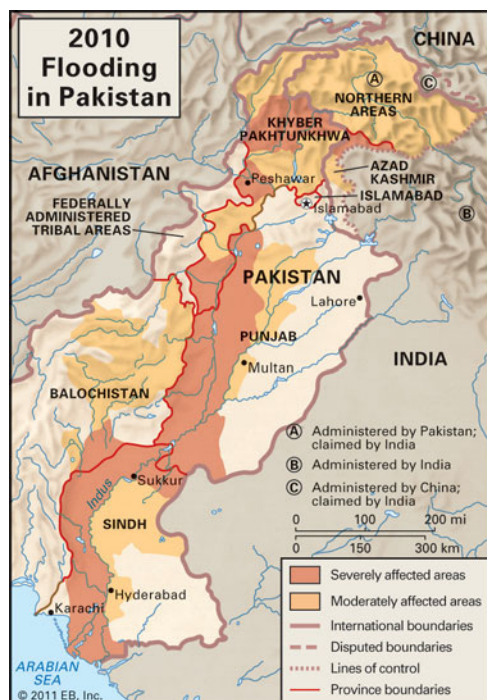 2010
Flooding
in Pakistan
CHINA
A
C
NORTHERN
AREAS
KHYBER
PAKHTUNKHWA
AFGHANISTAN
Peshawar
AZAD
KASHMIR
ISLAMABAD
Islamabad
B
FEDERALLY
ADMINISTERED
TRIBAL AREAS
PAKISTAN
Lahore
PUNJAB
INDIA
Multan
BALOCHISTAN
A Administered by Pakistan;
claimed by India
B Administered by India
C Administered by China;
claimed by India
Indus
Sukkur
SINDH
0 100 200 mi
0 150 300 km
Hyderabad
Karachi
ARABIAN
SEA
Severely affected areas
Moderately affected areas
International boundaries
Disputed boundaries
Lines of control
Province boundaries
© 2011 EB, Inc.